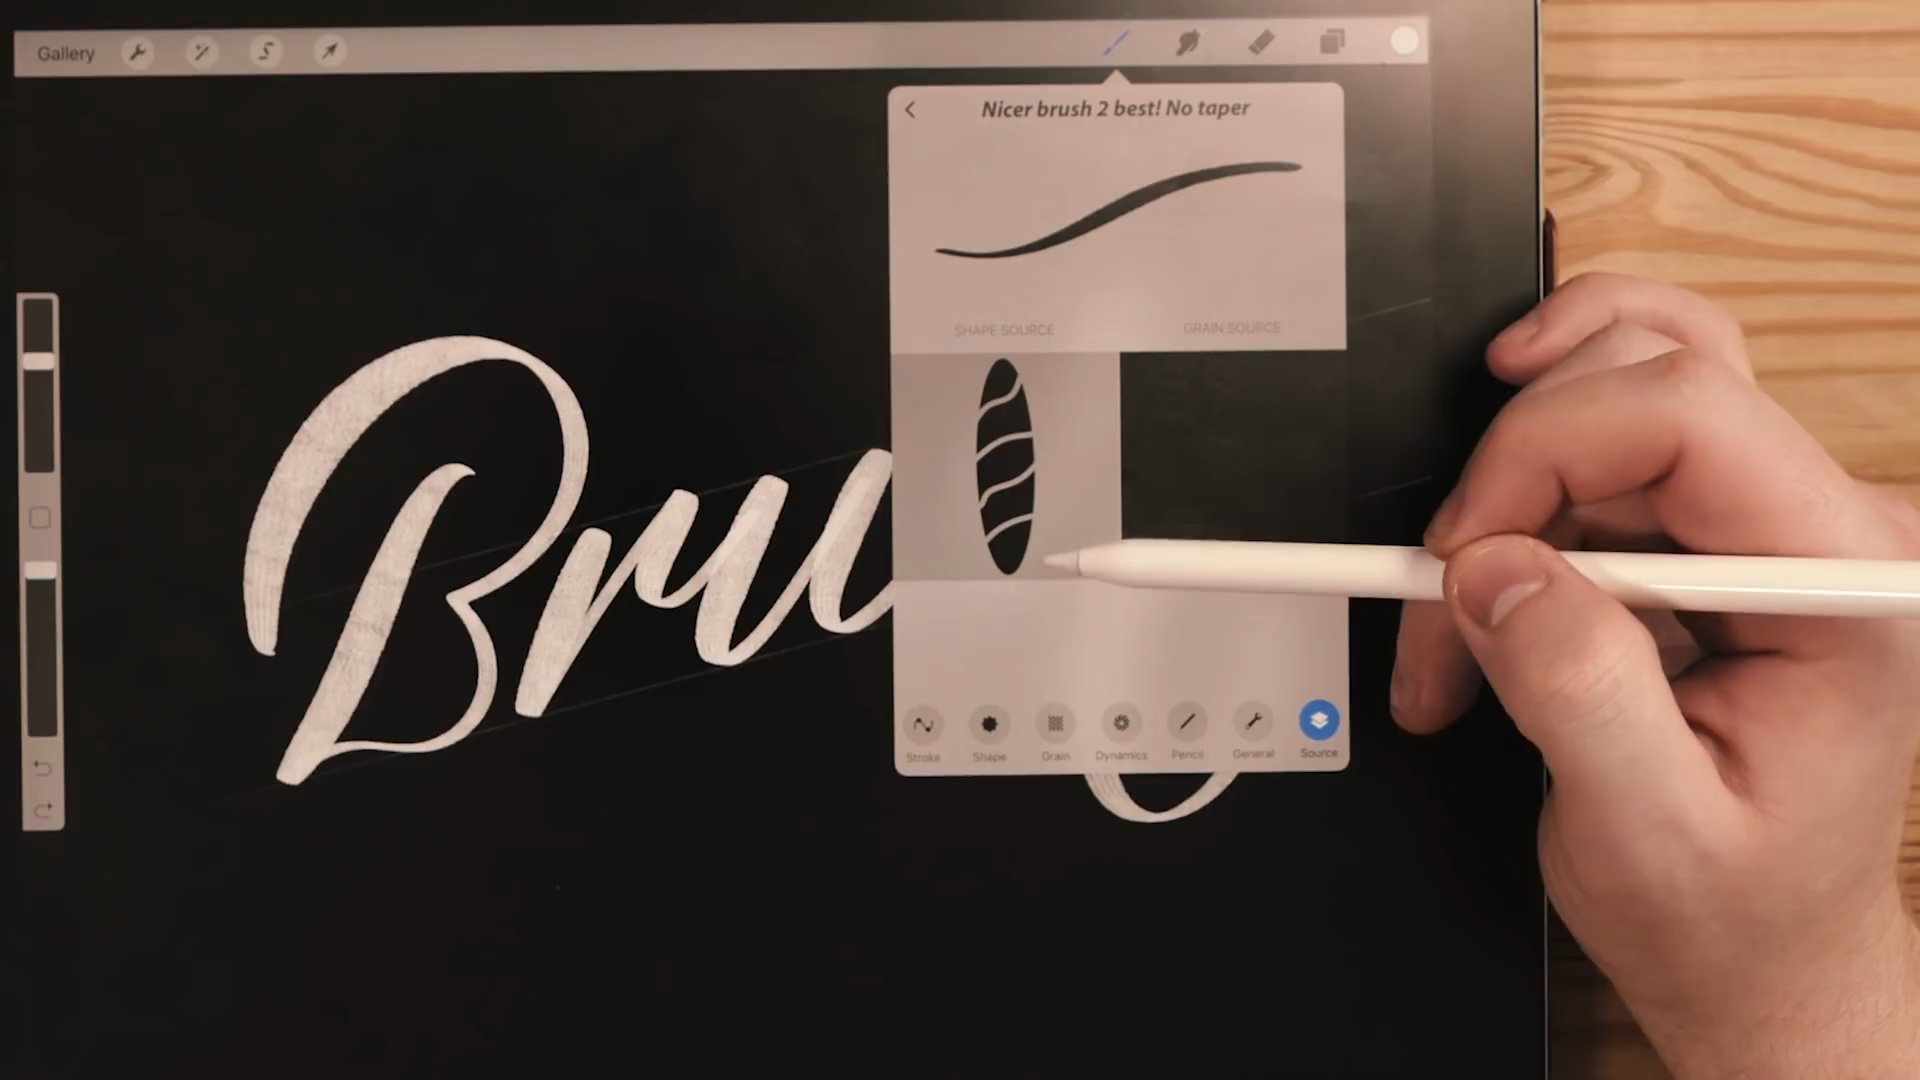 Gallery
Nicer brush 2 best! No taper
SHAPE SOURCE GRAIN SOURCE
Bru
Stroke Shape Grain Dynamics Pencil General Source